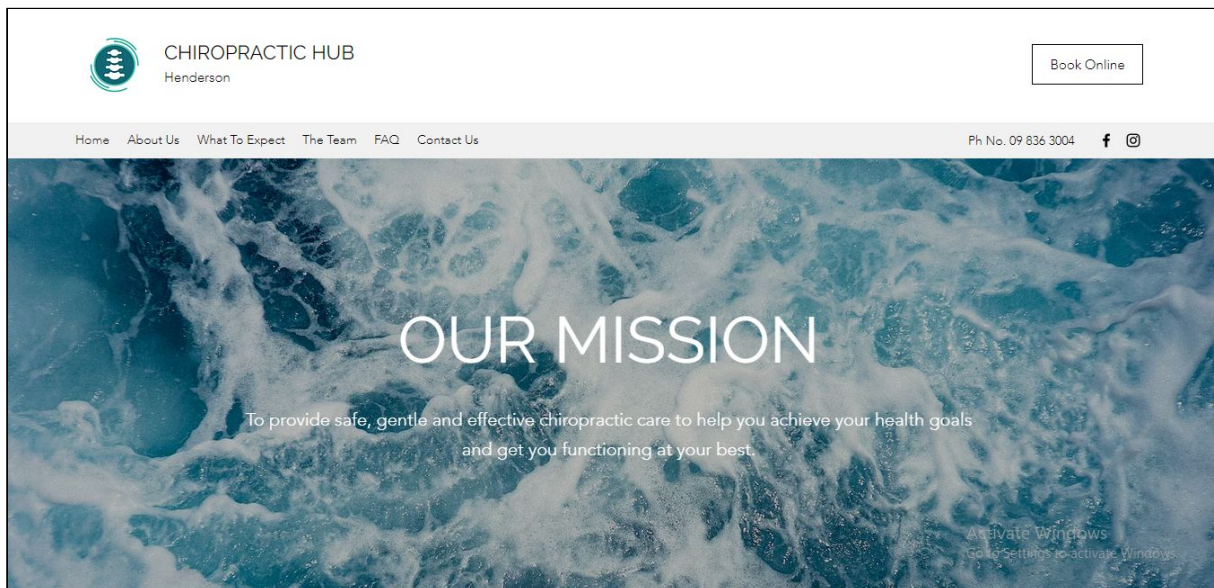 CHIROPRACTIC HUB
Henderson
Book Online
Home About Us What To Expect The Team FAQ Contact Us
Ph No. 09 836 3004
OUR MISSION
To provide safe, gentle and effective chiropractic care to help you achieve your health goals
and get you functioning at your best.
Activate Windows
Go to Settings to activate Windows.